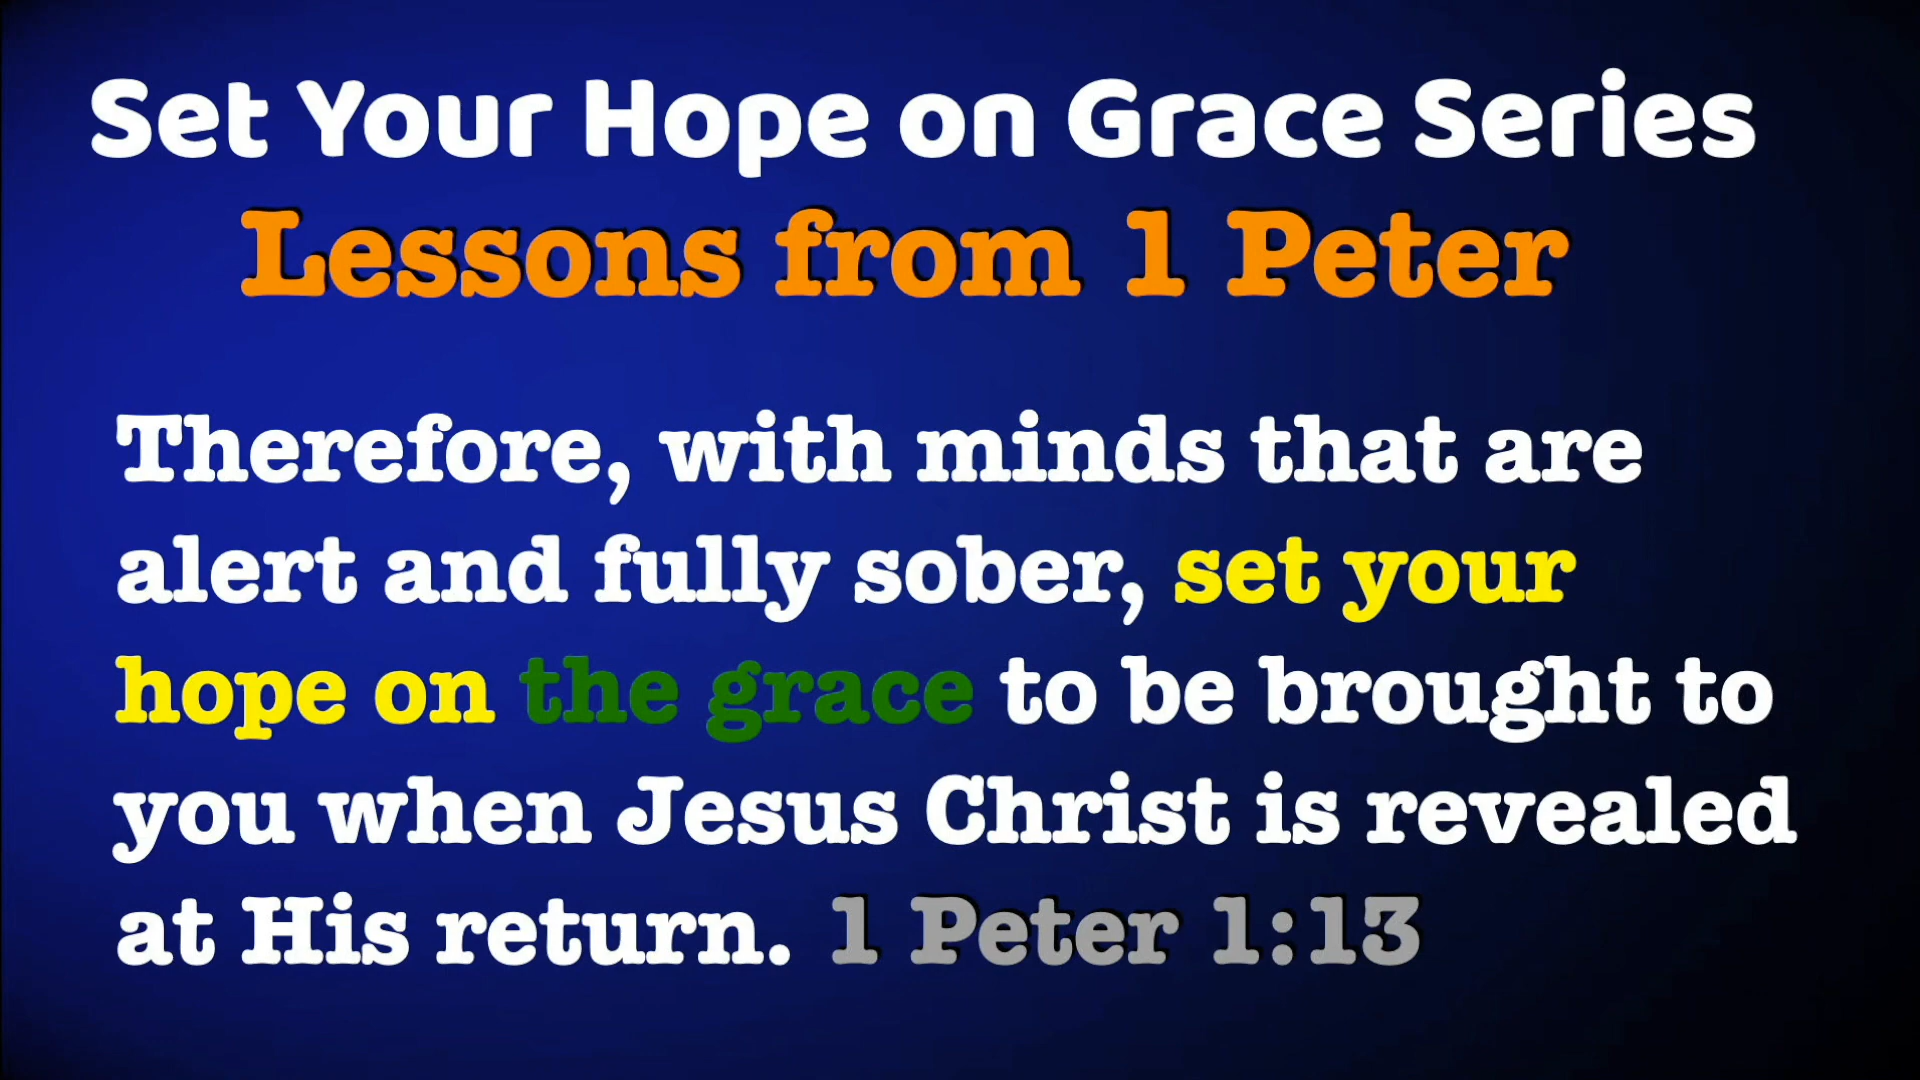 Set Your Hope on Grace Series
Lessons from 1 Peter
Therefore, with minds that are
alert and fully sober, set your
hope on the grace to be brought to
you when Jesus Christ is revealed
at His return. 1 Peter 1:13